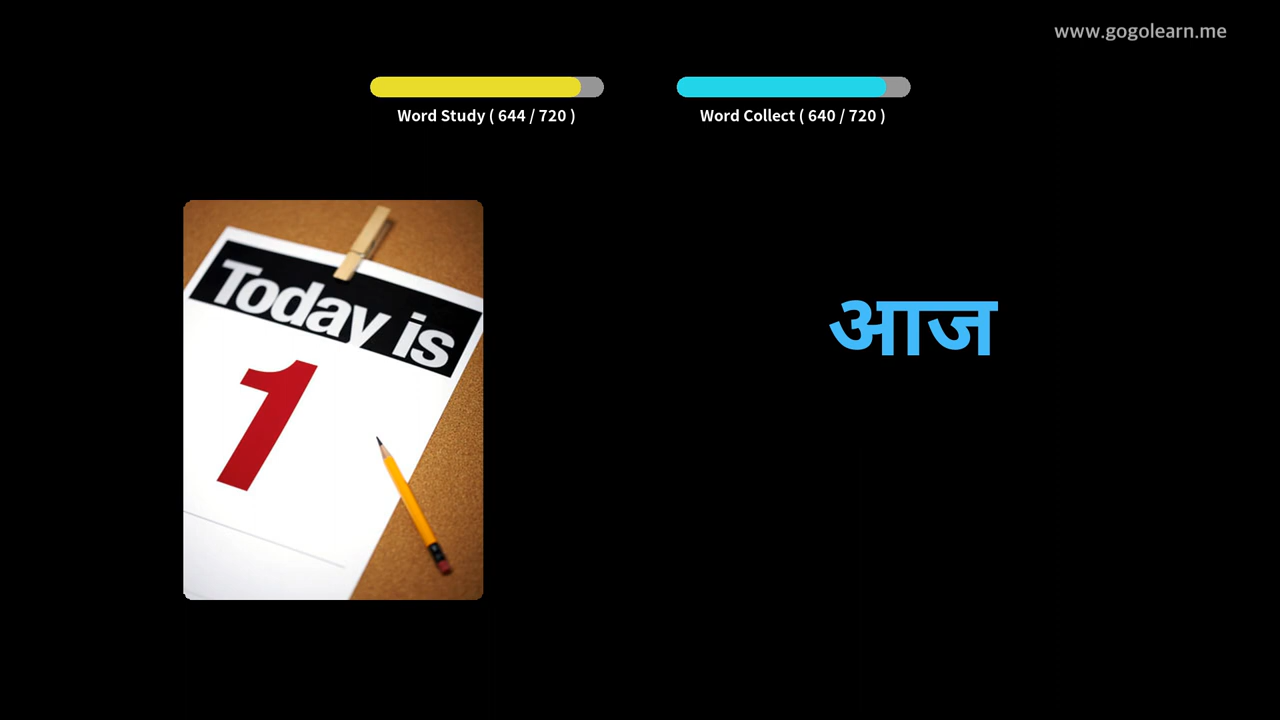 www.gogolearn.me
Word Study ( 644 / 720 )
Word Collect ( 640 / 720 )
Today is
1
आज